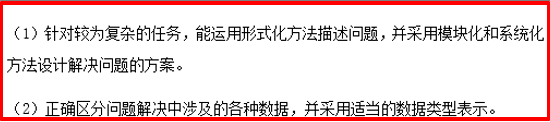 （1）针对较为复杂的任务，能运用形式化方法描述问题，并采用模块化和系统化
方法设计解决问题的方案。
（2）正确区分问题解决中涉及的各种数据，并采用适当的数据类型表示。